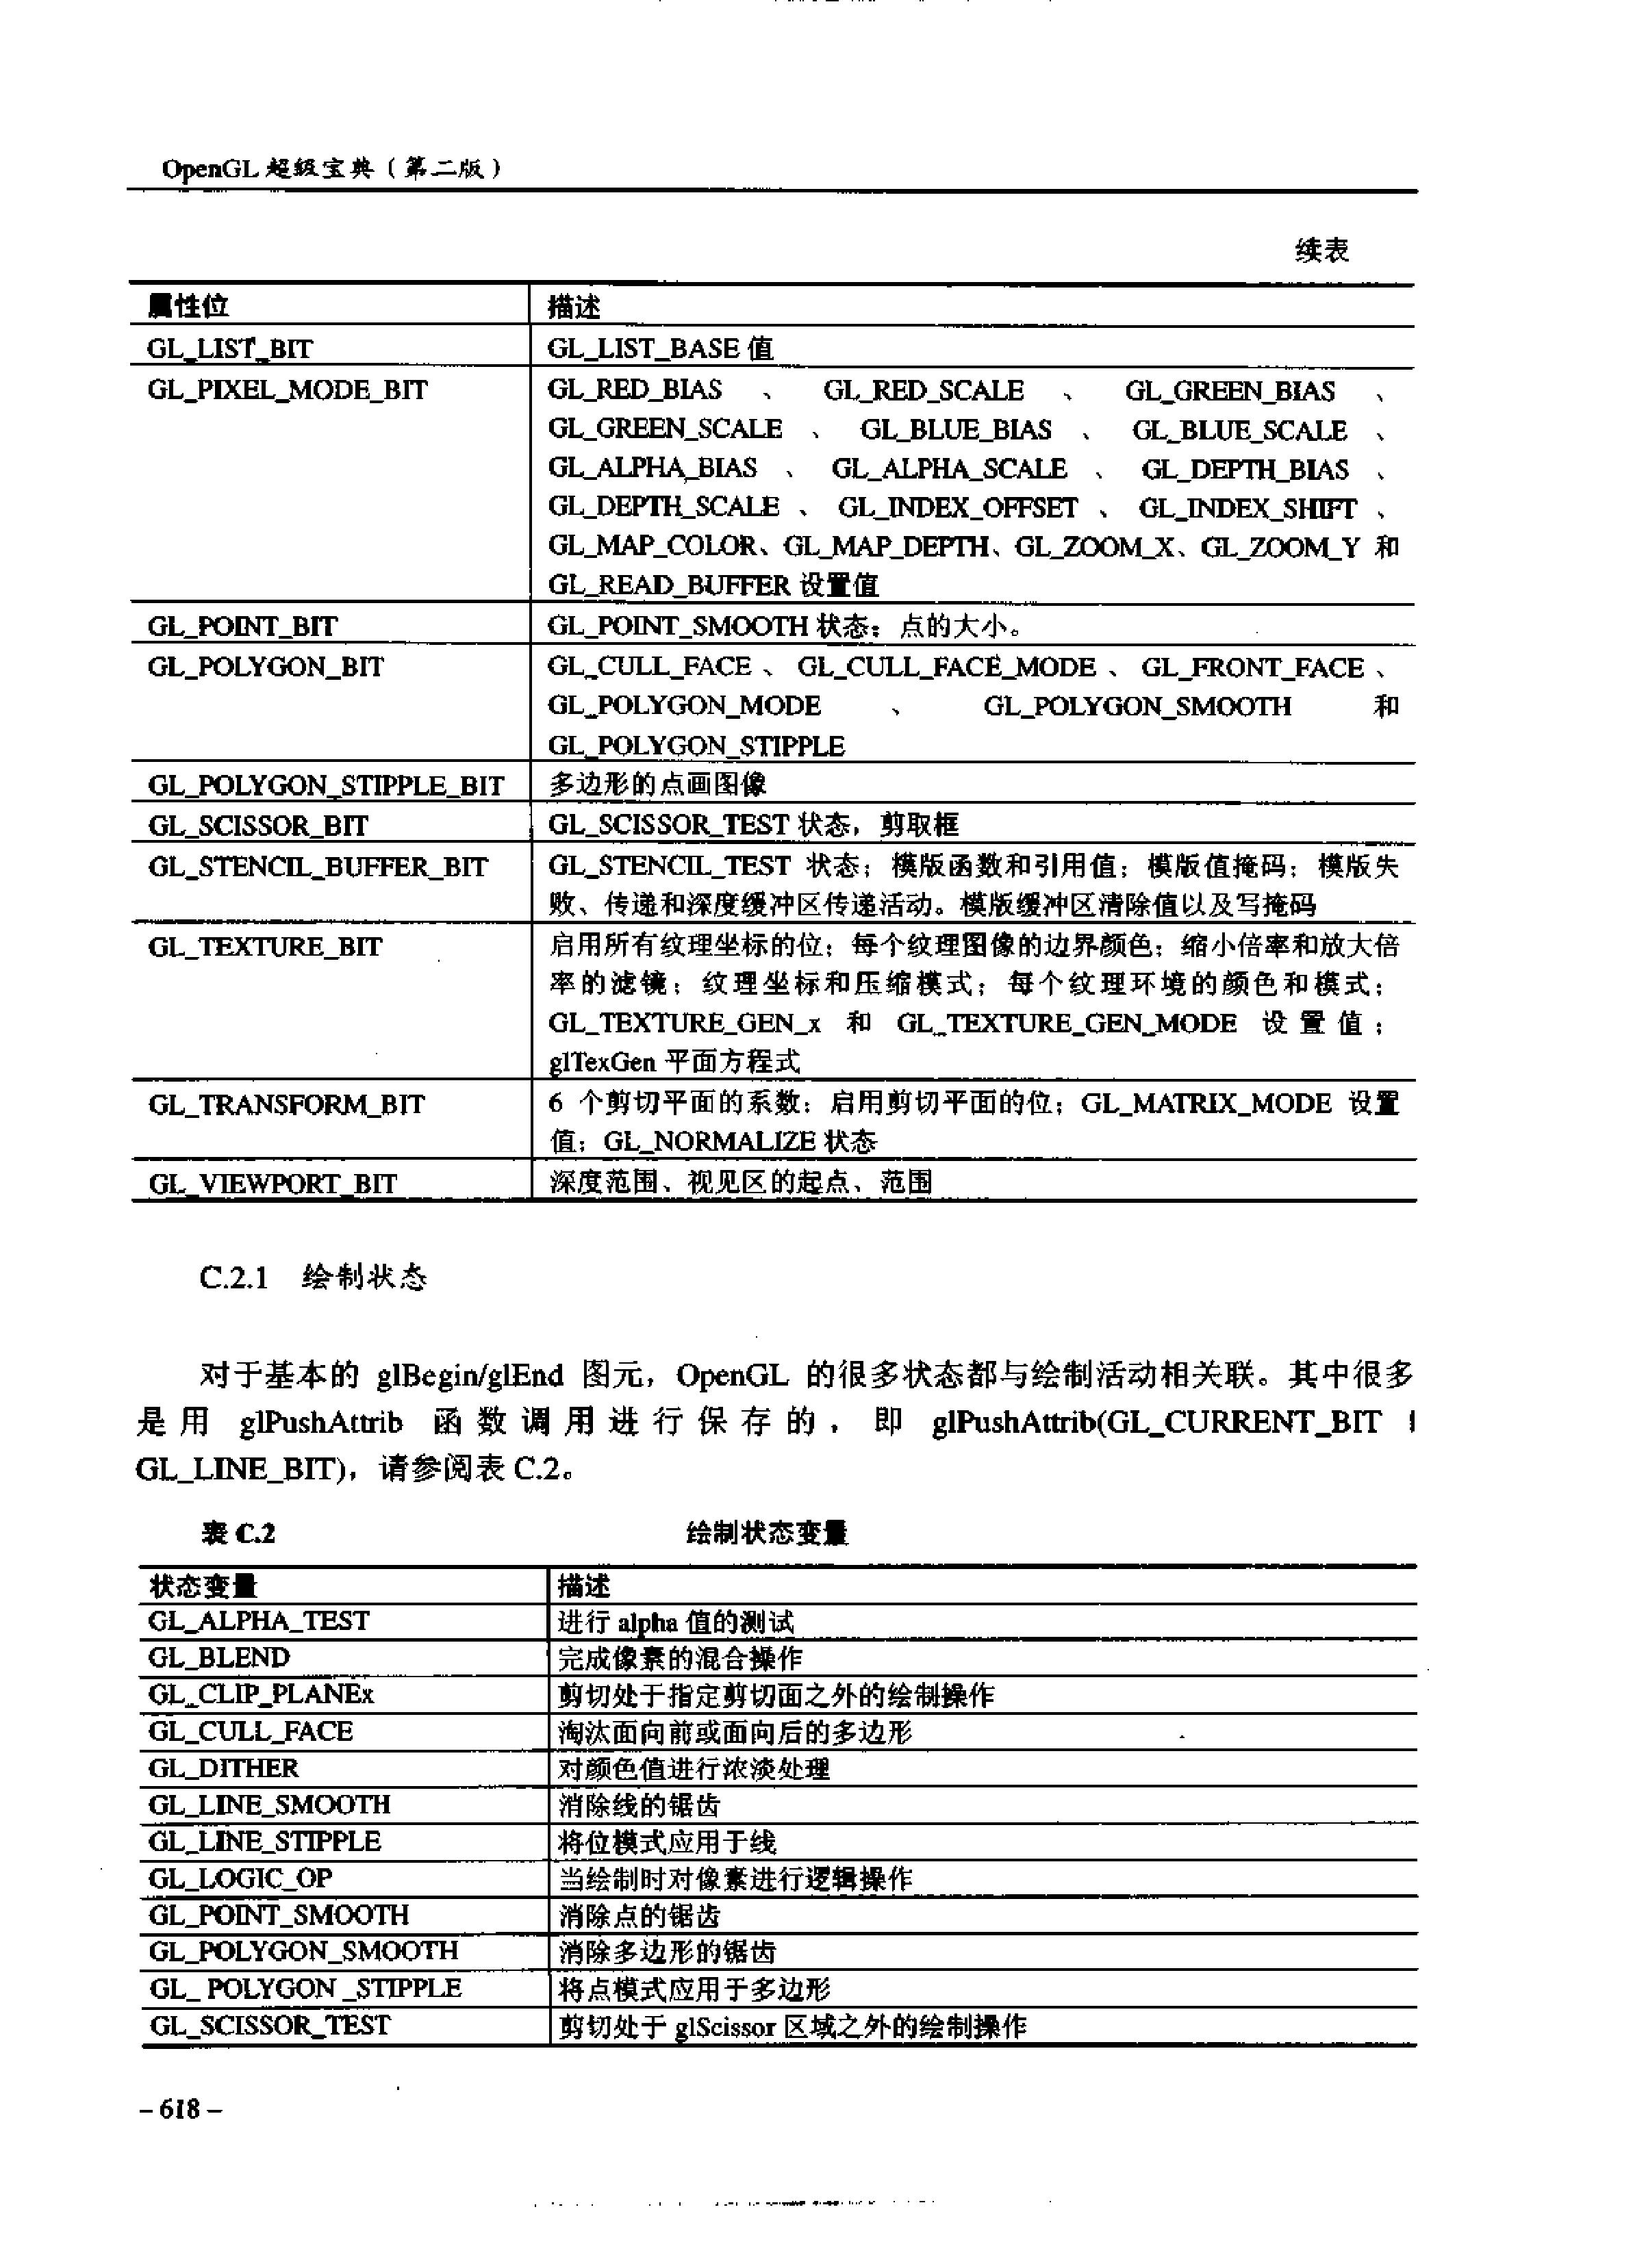 OpenGL 超级宝典（第二版）
续表
属性位 描述
GL_LIST_BIT GL_LIST_BASE 值
GL_PIXEL_MODE_BIT GL_RED_BIAS 、 GL_RED_SCALE 、 GL_GREEN_BIAS 、
GL_GREEN_SCALE 、 GL_BLUE_BIAS 、 GL_BLUE_SCALE 、
GL_ALPHA_BIAS 、 GL_ALPHA_SCALE 、 GL_DEPTH_BIAS 、
GL_DEPTH_SCALE 、 GL_INDEX_OFFSET 、 GL_INDEX_SHIFT 、
GL_MAP_COLOR、GL_MAP_DEPTH、GL_ZOOM_X、GL_ZOOM_Y 和
GL_READ_BUFFER 设置值
GL_POINT_BIT GL_POINT_SMOOTH 状态；点的大小。
GL_POLYGON_BIT GL_CULL_FACE 、 GL_CULL_FACE_MODE 、 GL_FRONT_FACE 、
GL_POLYGON_MODE 、 GL_POLYGON_SMOOTH 和
GL_POLYGON_STIPPLE
GL_POLYGON_STIPPLE_BIT 多边形的点画图像
GL_SCISSOR_BIT GL_SCISSOR_TEST 状态，剪取框
GL_STENCIL_BUFFER_BIT GL_STENCIL_TEST 状态；模版函数和引用值；模版值掩码；模版失
败、传递和深度缓冲区传递活动。模版缓冲区清除值以及写掩码
GL_TEXTURE_BIT 启用所有纹理坐标的位；每个纹理图像的边界颜色；缩小倍率和放大倍
率的滤镜；纹理坐标和压缩模式；每个纹理环境的颜色和模式；
GL_TEXTURE_GEN_x 和 GL_TEXTURE_GEN_MODE 设置值；
glTexGen 平面方程式
GL_TRANSFORM_BIT 6 个剪切平面的系数；启用剪切平面的位；GL_MATRIX_MODE 设置
值；GL_NORMALIZE 状态
GL_VIEWPORT_BIT 深度范围、视见区的起点、范围
C.2.1 绘制状态
对于基本的 glBegin/glEnd 图元，OpenGL 的很多状态都与绘制活动相关联。其中很多
是用 glPushAttrib 函数调用进行保存的，即 glPushAttrib(GL_CURRENT_BIT |
GL_LINE_BIT)，请参阅表 C.2。
表 C.2 绘制状态变量
状态变量 描述
GL_ALPHA_TEST 进行 alpha 值的测试
GL_BLEND 完成像素的混合操作
GL_CLIP_PLANEx 剪切处于指定剪切面之外的绘制操作
GL_CULL_FACE 淘汰面向前或面向后的多边形
GL_DITHER 对颜色值进行浓淡处理
GL_LINE_SMOOTH 消除线的锯齿
GL_LINE_STIPPLE 将位模式应用于线
GL_LOGIC_OP 当绘制时对像素进行逻辑操作
GL_POINT_SMOOTH 消除点的锯齿
GL_POLYGON_SMOOTH 消除多边形的锯齿
GL_ POLYGON _STIPPLE 将点模式应用于多边形
GL_SCISSOR_TEST 剪切处于 glScissor 区域之外的绘制操作
– 618 –